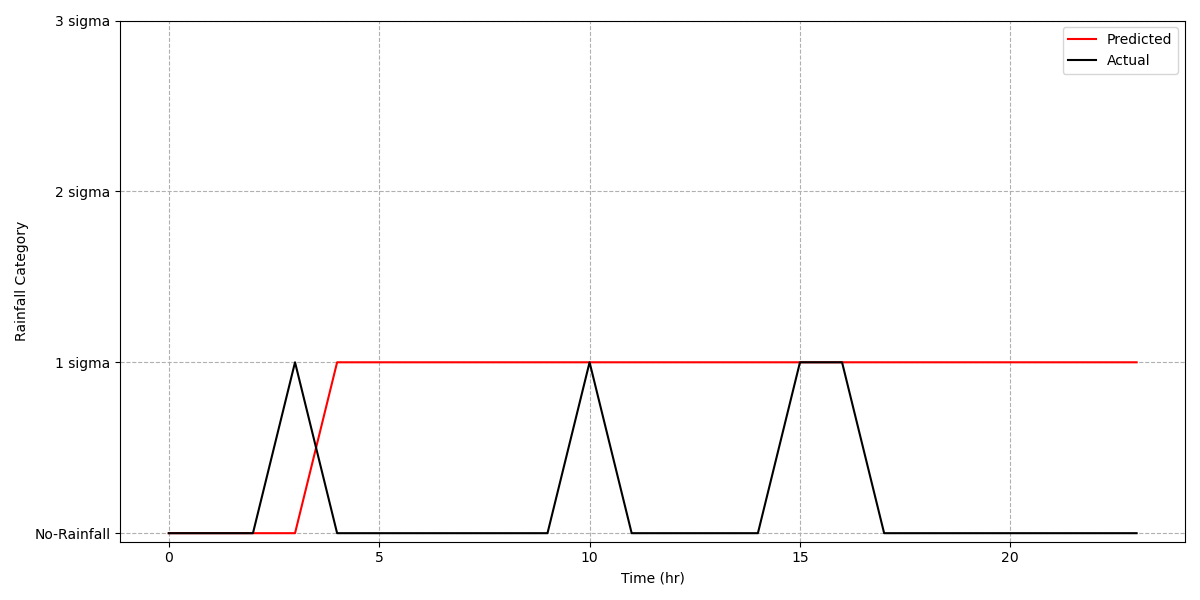 3 sigma
2 sigma
1 sigma
No-Rainfall
Rainfall Category
0 5 10 15 20
Time (hr)
Predicted
Actual